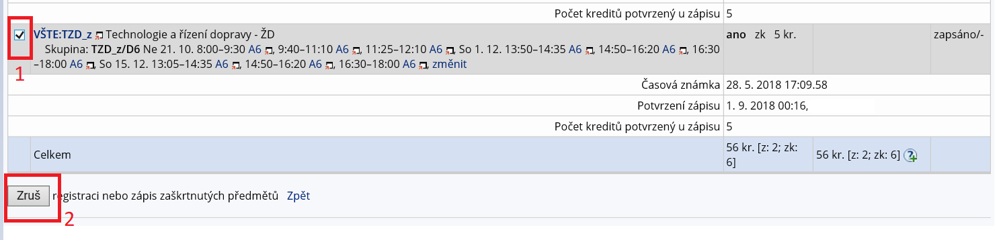 Počet kreditů potvrzený u zápisu 5
VŠTE:TZD_z Technologie a řízení dopravy - ŽD ano zk 5 kr. zapsáno/-
Skupina: TZD_z/D6 Ne 21. 10. 8:00–9:30 A6 , 9:40–11:10 A6 , 11:25–12:10 A6 , So 1. 12. 13:50–14:35 A6 , 14:50–16:20 A6 , 16:30
–18:00 A6 , So 15. 12. 13:05–14:35 A6 , 14:50–16:20 A6 , 16:30–18:00 A6 , změnit
1
Časová známka 28. 5. 2018 17:09.58
Potvrzení zápisu 1. 9. 2018 00:16,
Počet kreditů potvrzený u zápisu 5
Celkem 56 kr. [z: 2; zk: 6] 56 kr. [z: 2; zk: 6] ?
Zruš registraci nebo zápis zaškrtnutých předmětů Zpět
2